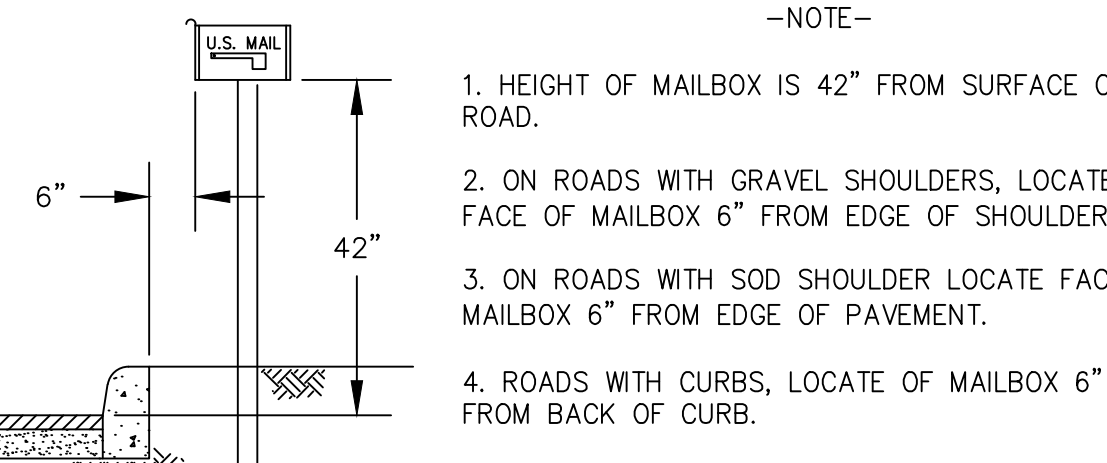 U.S. MAIL
6”
42”
–NOTE–
1. HEIGHT OF MAILBOX IS 42” FROM SURFACE
ROAD.
2. ON ROADS WITH GRAVEL SHOULDERS, LOCATE
FACE OF MAILBOX 6” FROM EDGE OF SHOULDER
3. ON ROADS WITH SOD SHOULDER LOCATE
MAILBOX 6” FROM EDGE OF PAVEMENT.
4. ROADS WITH CURBS, LOCATE OF MAILBOX 6”
FROM BACK OF CURB.